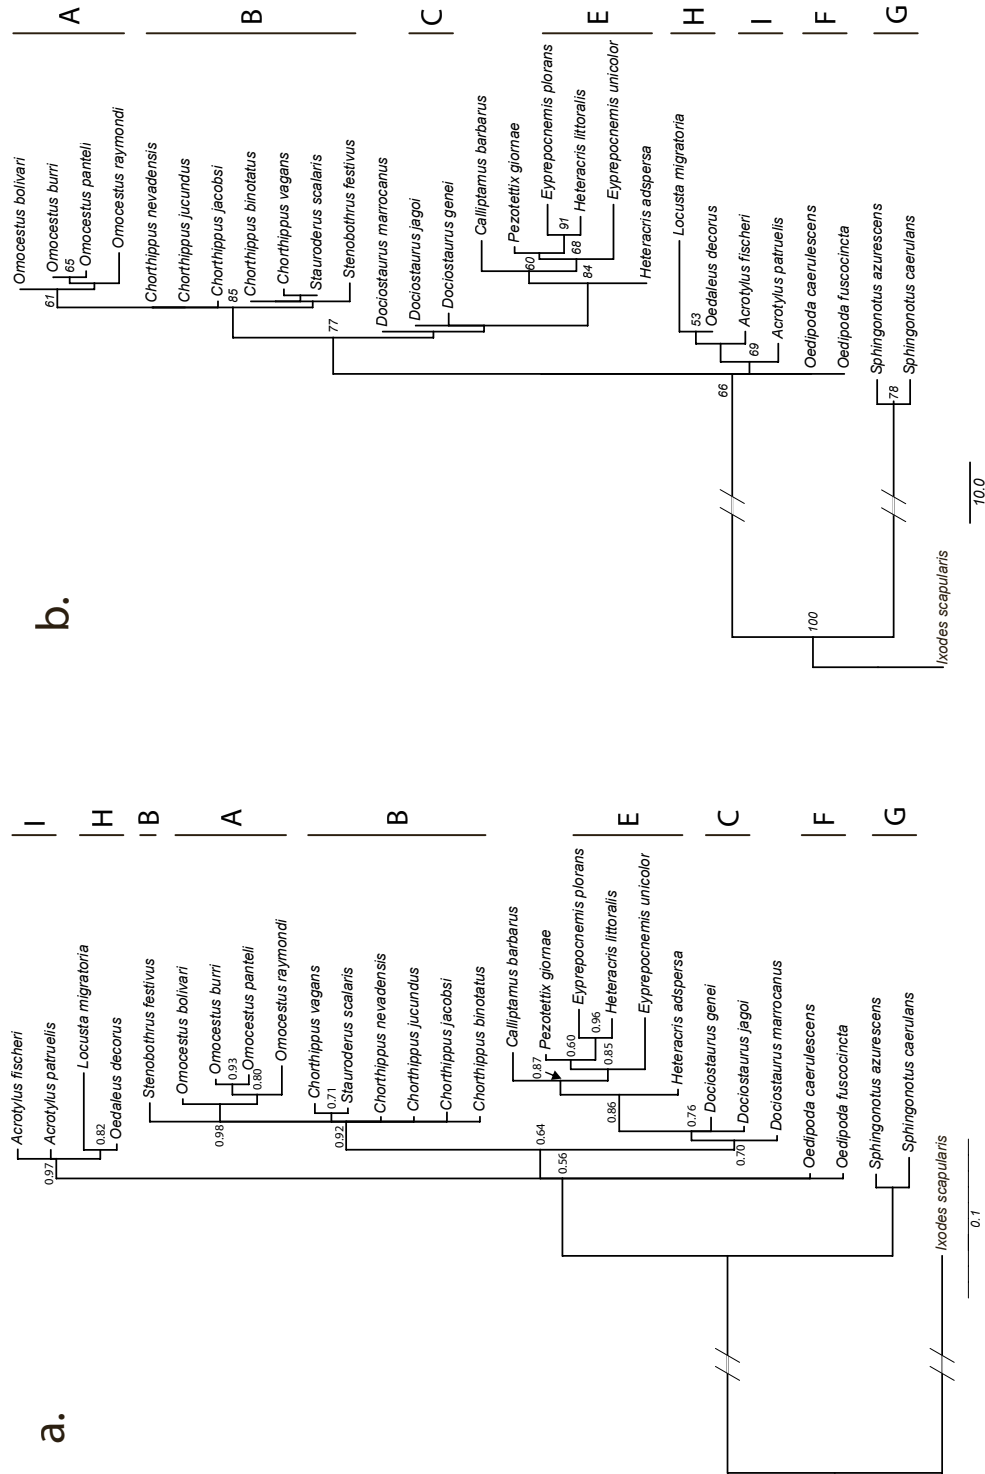 a.
Acrotylus fischeri
Acrotylus patruelis
0.97
Locusta migratoria
0.82
Oedaleus decorus
Stenobothrus festivus
Omocestus bolivari
Omocestus burri
0.93
Omocestus panteli
0.80
Omocestus raymondi
0.98
Chorthippus vagans
0.71
Stauroderus scalaris
0.92
Chorthippus nevadensis
Chorthippus jucundus
Chorthippus jacobsi
Chorthippus binotatus
0.64
0.56
Calliptamus barbarus
0.87
Pezotettix giornae
0.60
Eyprepocnemis plorans
0.96
Heteracris littoralis
0.85
Eyprepocnemis unicolor
0.86
Heteracris adspersa
0.76
Dociostaurus genei
0.70
Dociostaurus jagoi
Dociostaurus marrocanus
Oedipoda caerulescens
Oedipoda fuscocincta
Sphingonotus azurescens
Sphingonotus caerulans
Ixodes scapularis
0.1
I
H
B
A
B
E
C
F
G
b.
Omocestus bolivari
61
Omocestus burri
65
Omocestus panteli
Omocestus raymondi
Chorthippus nevadensis
Chorthippus jucundus
Chorthippus jacobsi
85
Chorthippus binotatus
Chorthippus vagans
Stauroderus scalaris
Stenobothrus festivus
77
Dociostaurus marrocanus
Dociostaurus jagoi
Dociostaurus genei
Calliptamus barbarus
Pezotettix giornae
60
Eyprepocnemis plorans
91
Heteracris littoralis
68
84
Eyprepocnemis unicolor
Heteracris adspersa
Locusta migratoria
53
Oedaleus decorus
Acrotylus fischeri
69
Acrotylus patruelis
66
Oedipoda caerulescens
Oedipoda fuscocincta
Sphingonotus azurescens
78
Sphingonotus caerulans
100
Ixodes scapularis
10.0
A
B
C
E
H
I
F
G